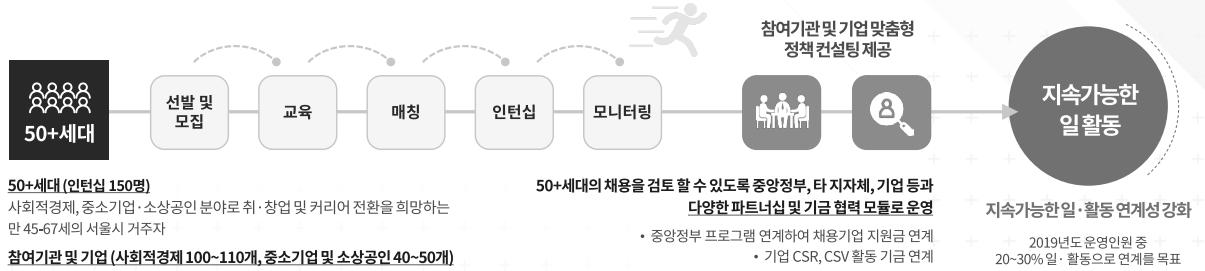 50+세대
선발 및
모집
교육
매칭
인턴십
모니터링
참여기관 및 기업 맞춤형
정책 컨설팅 제공
지속가능한
일 활동
50+세대 (인턴십 150명)
사회적경제, 중소기업·소상공인 분야로 취·창업 및 커리어 전환을 희망하는
만 45-67세의 서울시 거주자
참여기관 및 기업 (사회적경제 100~110개, 중소기업 및 소상공인 40~50개)
50+세대의 채용을 검토 할 수 있도록 중앙정부, 타 지자체, 기업 등과
다양한 파트너십 및 기금 협력 모듈로 운영
• 중앙정부 프로그램 연계하여 채용기업 지원금 연계
• 기업 CSR, CSV 활동 기금 연계
지속가능한 일·활동 연계성 강화
2019년도 운영인원 중
20~30% 일·활동으로 연계를 목표